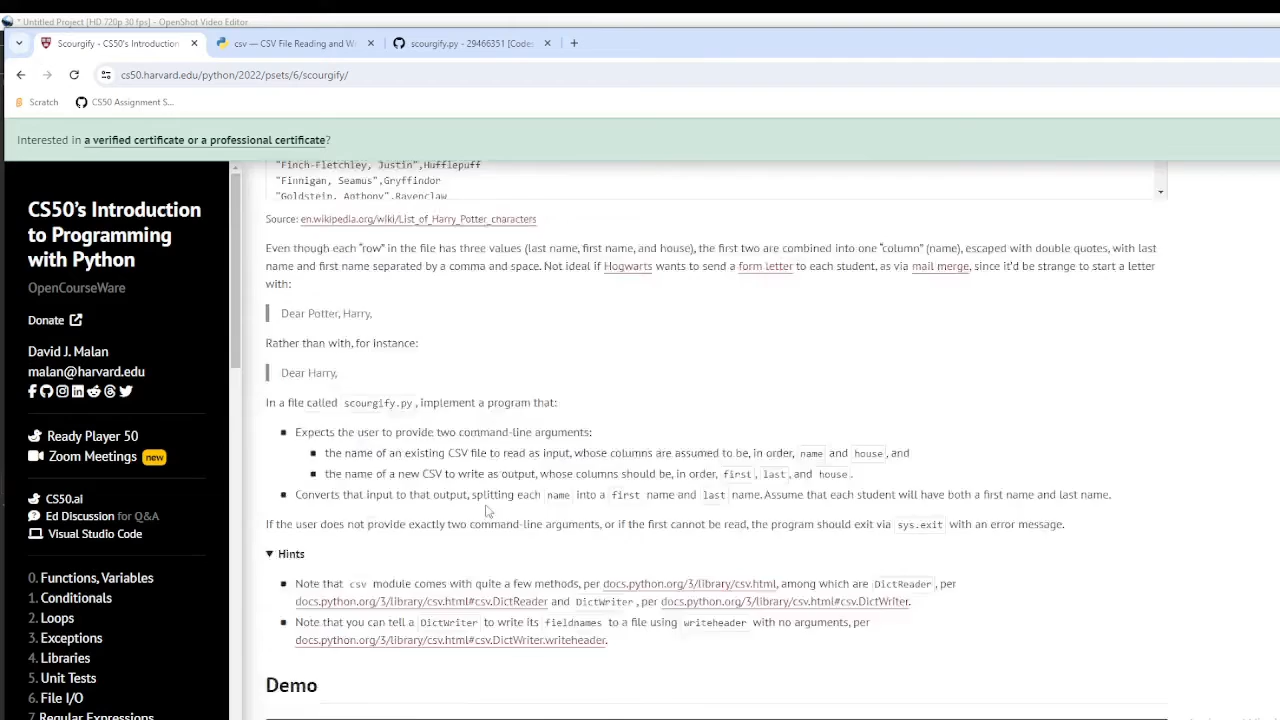 * Untitled Project [HD 720p 30 fps] - OpenShot Video Editor
Scourgify - CS50's Introduction
csv — CSV File Reading and Wr
scourgify.py - 29466351 [Codes
cs50.harvard.edu/python/2022/psets/6/scourgify/
Scratch
CS50 Assignment S...
Interested in a verified certificate or a professional certificate?
CS50's Introduction
to Programming
with Python
OpenCourseWare
Donate
David J. Malan
malan@harvard.edu
Ready Player 50
Zoom Meetings new
CS50.ai
Ed Discussion for Q&A
Visual Studio Code
0. Functions, Variables
1. Conditionals
2. Loops
3. Exceptions
4. Libraries
5. Unit Tests
6. File I/O
7. Regular Expressions
"Finch-Fletchley, Justin",Hufflepuff
"Finnigan, Seamus",Gryffindor
"Goldstein, Anthony",Ravenclaw
Source: en.wikipedia.org/wiki/List_of_Harry_Potter_characters
Even though each "row" in the file has three values (last name, first name, and house), the first two are combined into one "column" (name), escaped with double quotes, with last
name and first name separated by a comma and space. Not ideal if Hogwarts wants to send a form letter to each student, as via mail merge, since it'd be strange to start a letter
with:
Dear Potter, Harry,
Rather than with, for instance:
Dear Harry,
In a file called scourgify.py, implement a program that:
Expects the user to provide two command-line arguments:
the name of an existing CSV file to read as input, whose columns are assumed to be, in order, name and house, and
the name of a new CSV to write as output, whose columns should be, in order, first, last, and house.
Converts that input to that output, splitting each name into a first name and last name. Assume that each student will have both a first name and last name.
If the user does not provide exactly two command-line arguments, or if the first cannot be read, the program should exit via sys.exit with an error message.
Hints
Note that csv module comes with quite a few methods, per docs.python.org/3/library/csv.html, among which are DictReader, per
docs.python.org/3/library/csv.html#csv.DictReader and DictWriter, per docs.python.org/3/library/csv.html#csv.DictWriter.
Note that you can tell a DictWriter to write its fieldnames to a file using writeheader with no arguments, per
docs.python.org/3/library/csv.html#csv.DictWriter.writeheader.
Demo